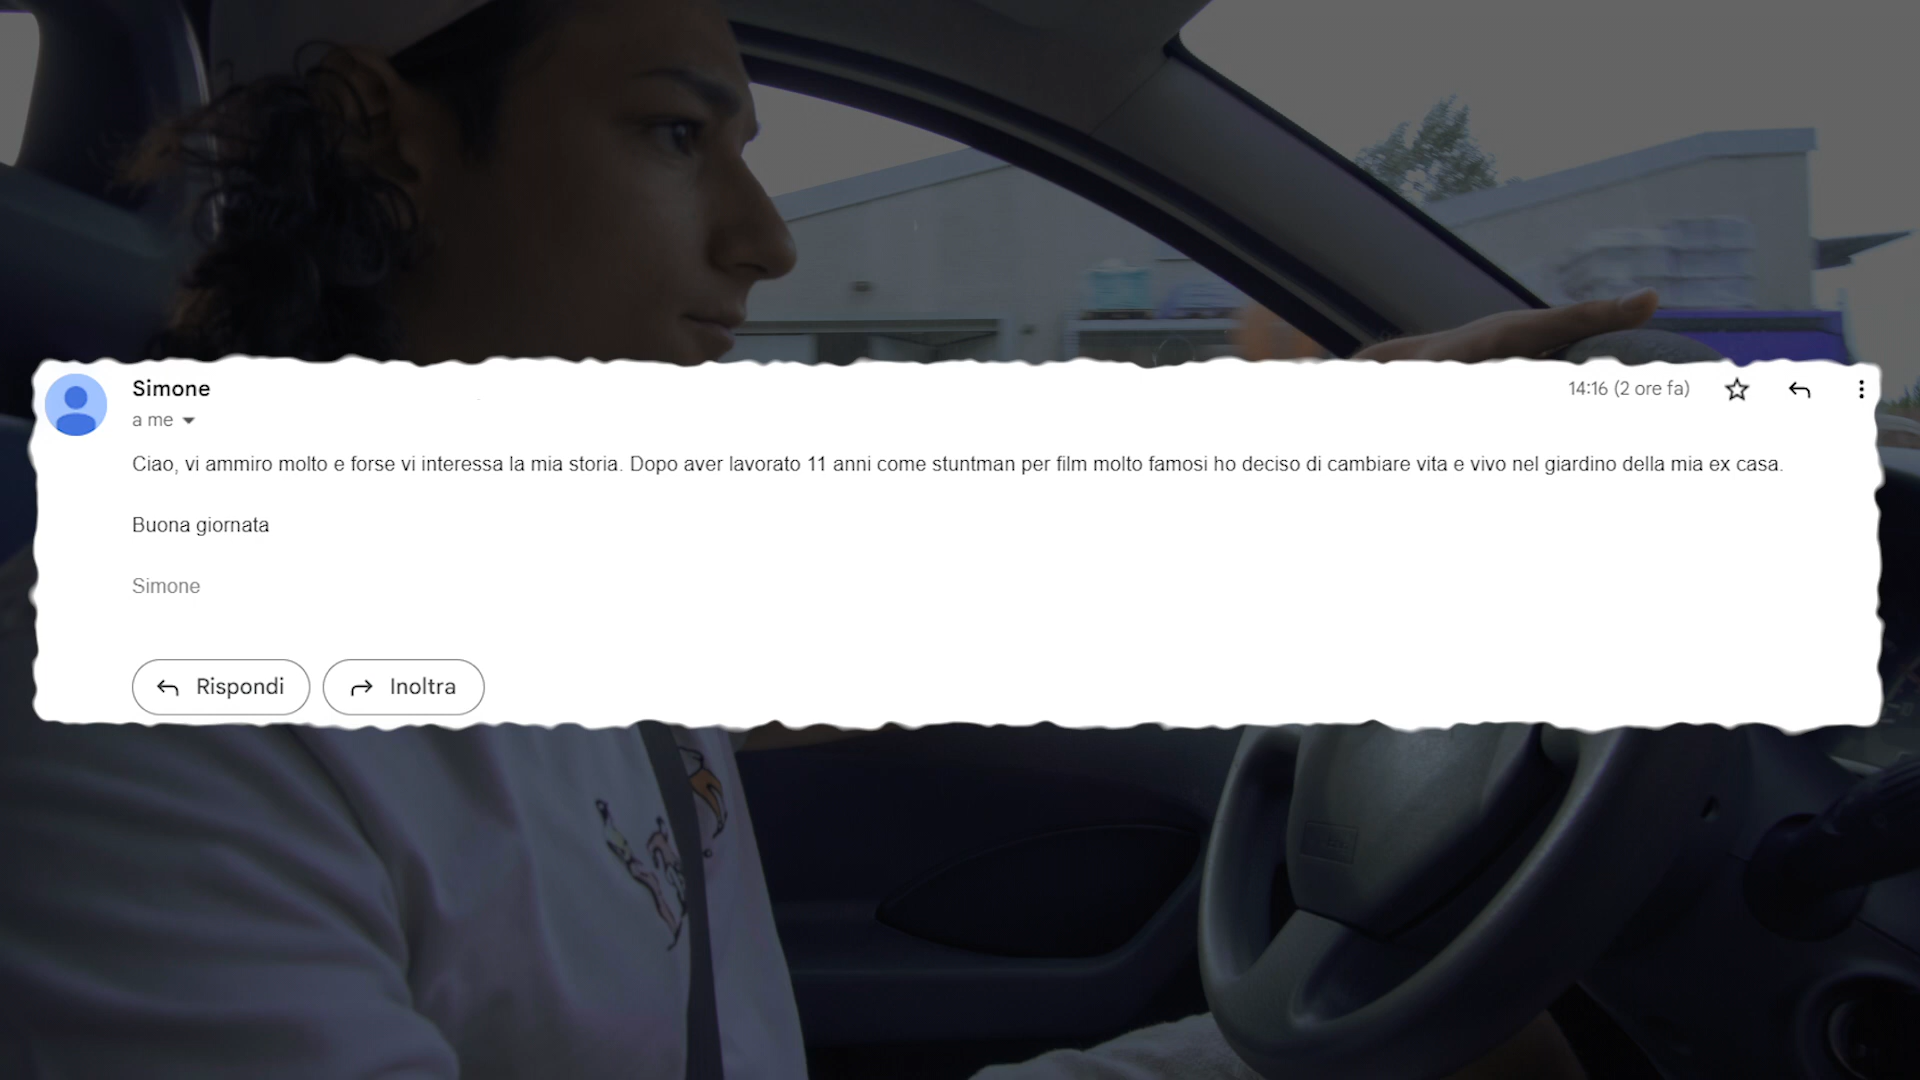 Simone
14:16 (2 ore fa)
a me
Ciao, vi ammiro molto e forse vi interessa la mia storia. Dopo aver lavorato 11 anni come stuntman per film molto famosi ho deciso di cambiare vita e vivo nel giardino della mia ex casa.
Buona giornata
Simone
Rispondi
Inoltra